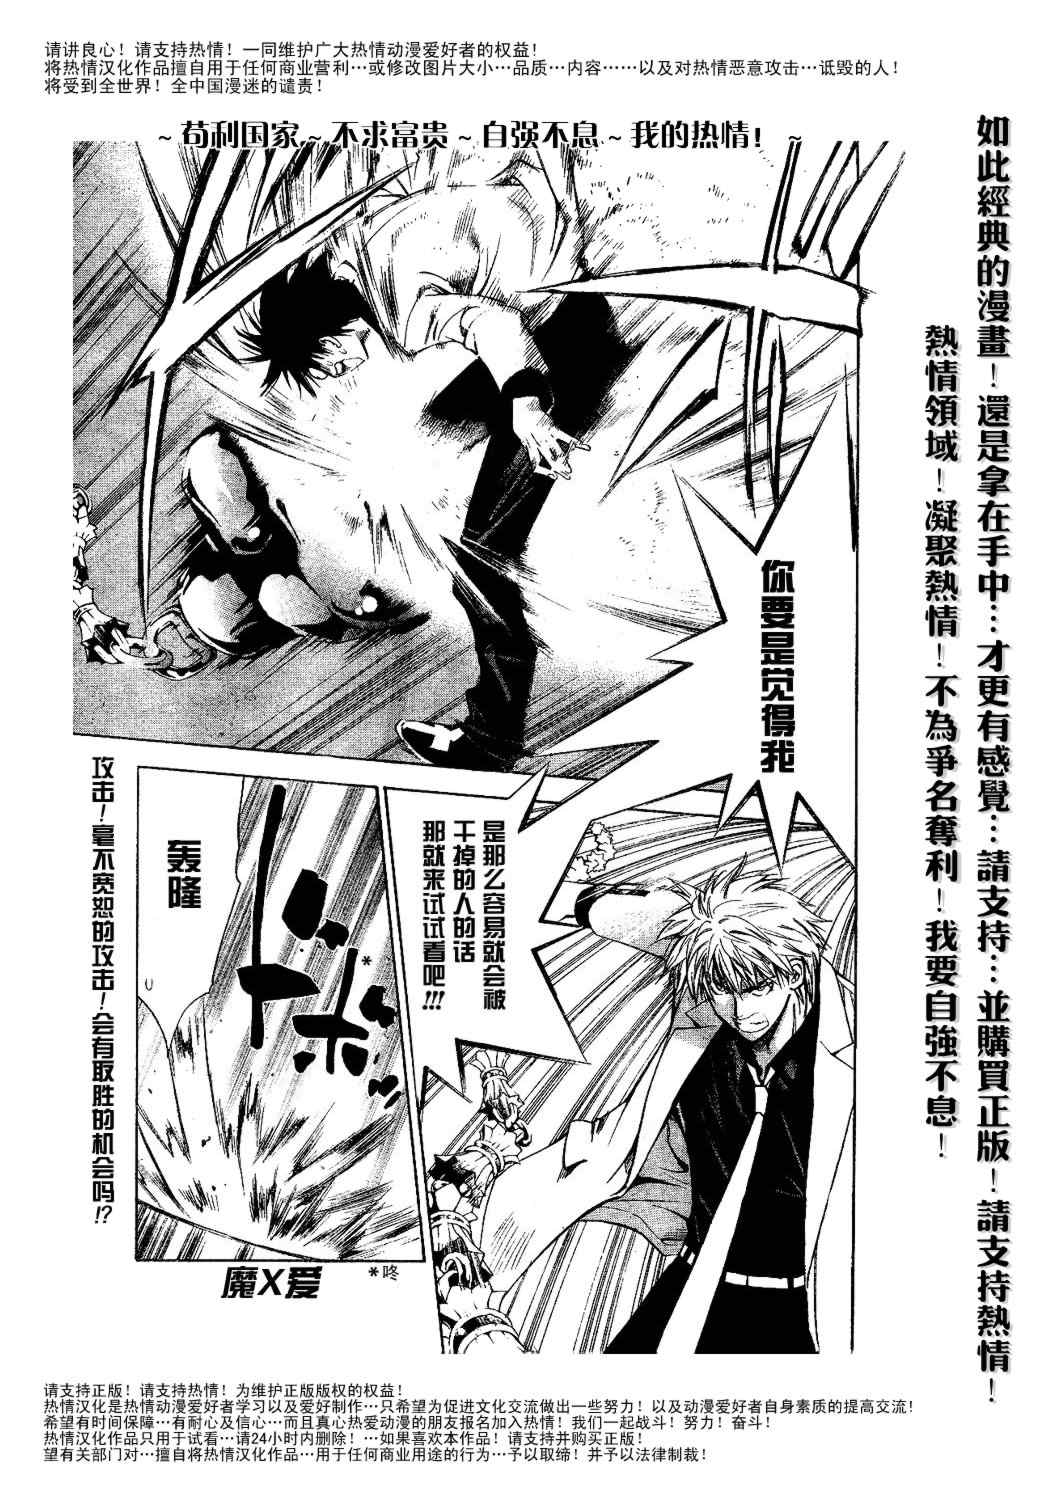 请讲良心！请支持热情！一同维护广大热情动漫爱好者的权益！
将热情汉化作品擅自用于任何商业营利…或修改图片大小…品质…内容……以及对热情恶意攻击…诋毁的人！
将受到全世界！全中国漫迷的谴责！
~苟利国家~不求富贵~自强不息~我的热情！~
如此經典的漫畫！還是拿在手中…才更有感覺…請支持…並購買正版！請支持熱情！
熱情領域！凝聚熱情！不為爭名奪利！我要自強不息！
你要是觉得我
是那么容易就会被
干掉的人的话
那就来试试看吧!!!
轰隆
ドドォ
*
攻击！毫不宽恕的攻击！会有取胜的机会吗!?
魔X爱
*咚
请支持正版！请支持热情！为维护正版版权的权益！
热情汉化是热情动漫爱好者学习以及爱好制作…只希望为促进文化交流做出一些努力！以及动漫爱好者自身素质的提高交流！
希望有时间保障…有耐心及信心…而且真心热爱动漫的朋友报名加入热情！我们一起战斗！努力！奋斗！
热情汉化作品只用于试看…请24小时内删除！…如果喜欢本作品！请支持并购买正版！
望有关部门对…擅自将热情汉化作品…用于任何商业用途的行为…予以取缔！并予以法律制裁！